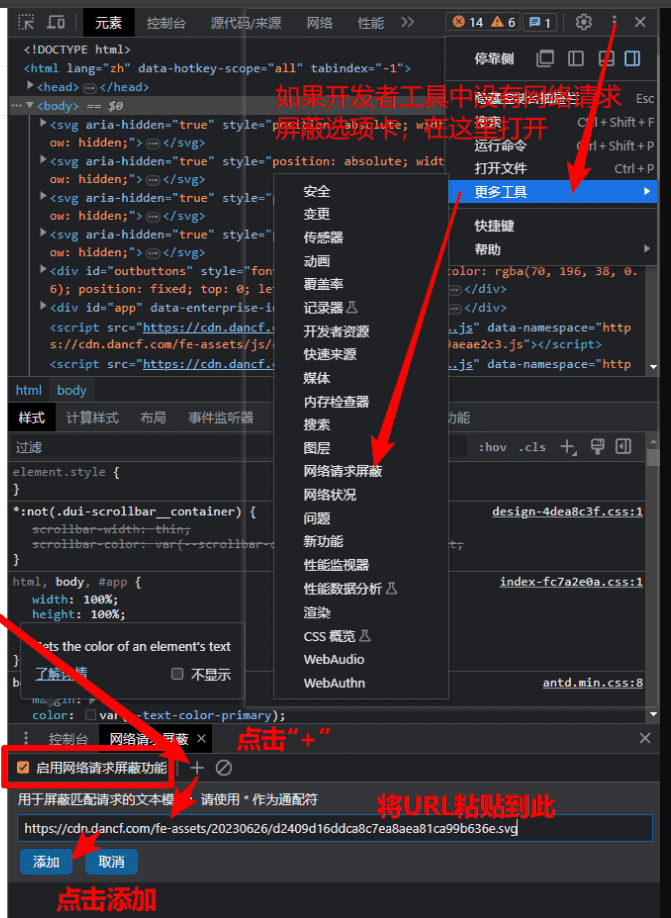 元素 控制台 源代码/来源 网络 性能 >> 14 6 1
<!DOCTYPE html>
<html lang="zh" data-hotkey-scope="all" tabindex="-1">
<head> … </head>
<body> == $0
<svg aria-hidden="true" style="position: absolute; widt
ow: hidden;"> … </svg>
<svg aria-hidden="true" style="position: absolute; widt
ow: hidden;"> … </svg>
<svg aria-hidden="true" style="p
ow: hidden;"> … </svg>
<svg aria-hidden="true" style="p
ow: hidden;"> … </svg>
<div id="outbuttons" style="font
color: rgba(70, 196, 38, 0.
6); position: fixed; top: 0; le
</div>
<div id="app" data-enterprise-i
</div>
<script src="https://cdn.dancf.c
.js" data-namespace="http
s://cdn.dancf.com/fe-assets/js/
aeae2c3.js"></script>
<script src="https://cdn.dancf.c
.js" data-namespace="http
停靠侧
Esc
搜索 Ctrl + Shift + F
运行命令 Ctrl + Shift + P
打开文件 Ctrl + P
更多工具
快捷键
帮助
如果开发者工具中没有网络请求
屏蔽选项卡，在这里打开
安全
变更
传感器
动画
覆盖率
记录器
开发者资源
快速来源
媒体
内存检查器
搜索
图层
网络请求屏蔽
网络状况
问题
新功能
性能监视器
性能数据分析
渲染
CSS 概览
WebAudio
WebAuthn
html body
样式 计算样式 布局 事件监听器
功能
过滤 :hov .cls
element.style {
}
*:not(.dui-scrollbar__container) { design-4dea8c3f.css:1
scrollbar-width: thin;
scrollbar-color: var(--scrollbar-
t;
}
html, body, #app { index-fc7a2e0a.css:1
width: 100%;
height: 100%;
}
Sets the color of an element's text
了解详情 不显示
antd.min.css:8
margin:
color: var(--text-color-primary);
控制台 网络请求屏蔽 ×
点击“+”
启用网络请求屏蔽功能
用于屏蔽匹配请求的文本模 请使用 * 作为通配符
将URL粘贴到此
https://cdn.dancf.com/fe-assets/20230626/d2409d16ddca8c7ea8aea81ca99b636e.svg
添加 取消
点击添加